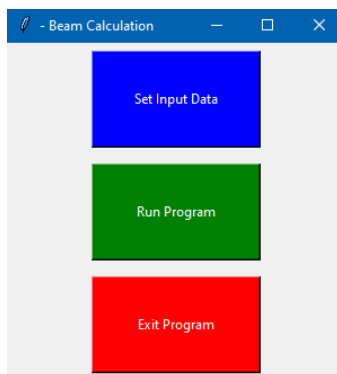 - Beam Calculation
Set Input Data
Run Program
Exit Program